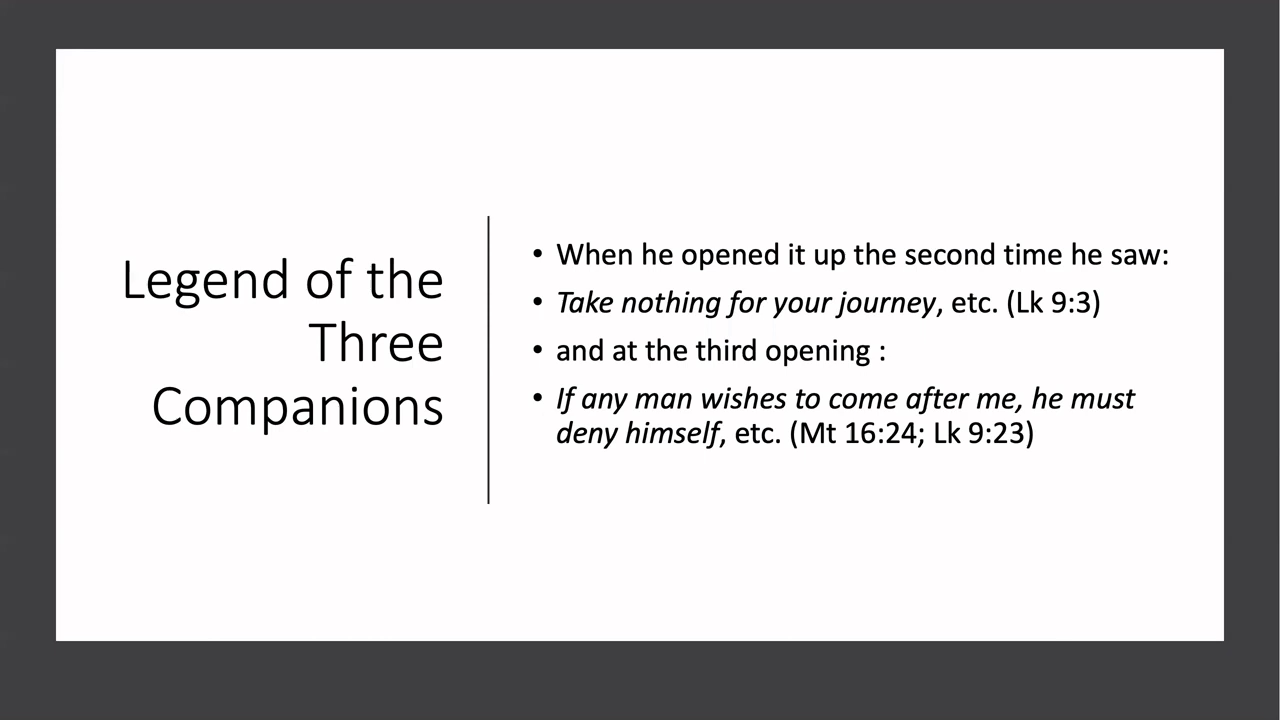 Legend of the
Three
Companions
• When he opened it up the second time he saw:
• Take nothing for your journey, etc. (Lk 9:3)
• and at the third opening :
• If any man wishes to come after me, he must
deny himself, etc. (Mt 16:24; Lk 9:23)